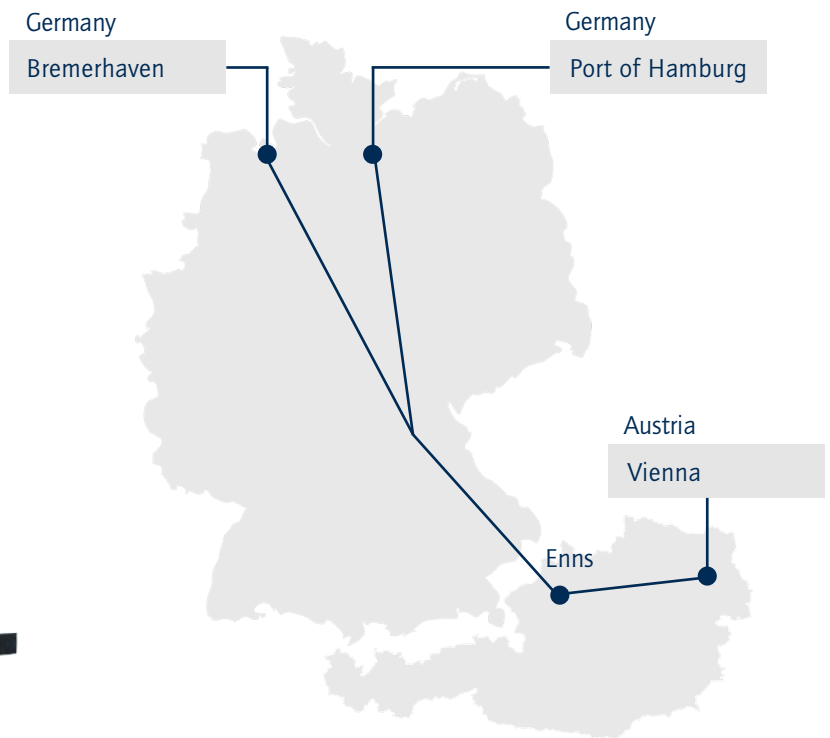 Germany
Bremerhaven
Germany
Port of Hamburg
Austria
Vienna
Enns